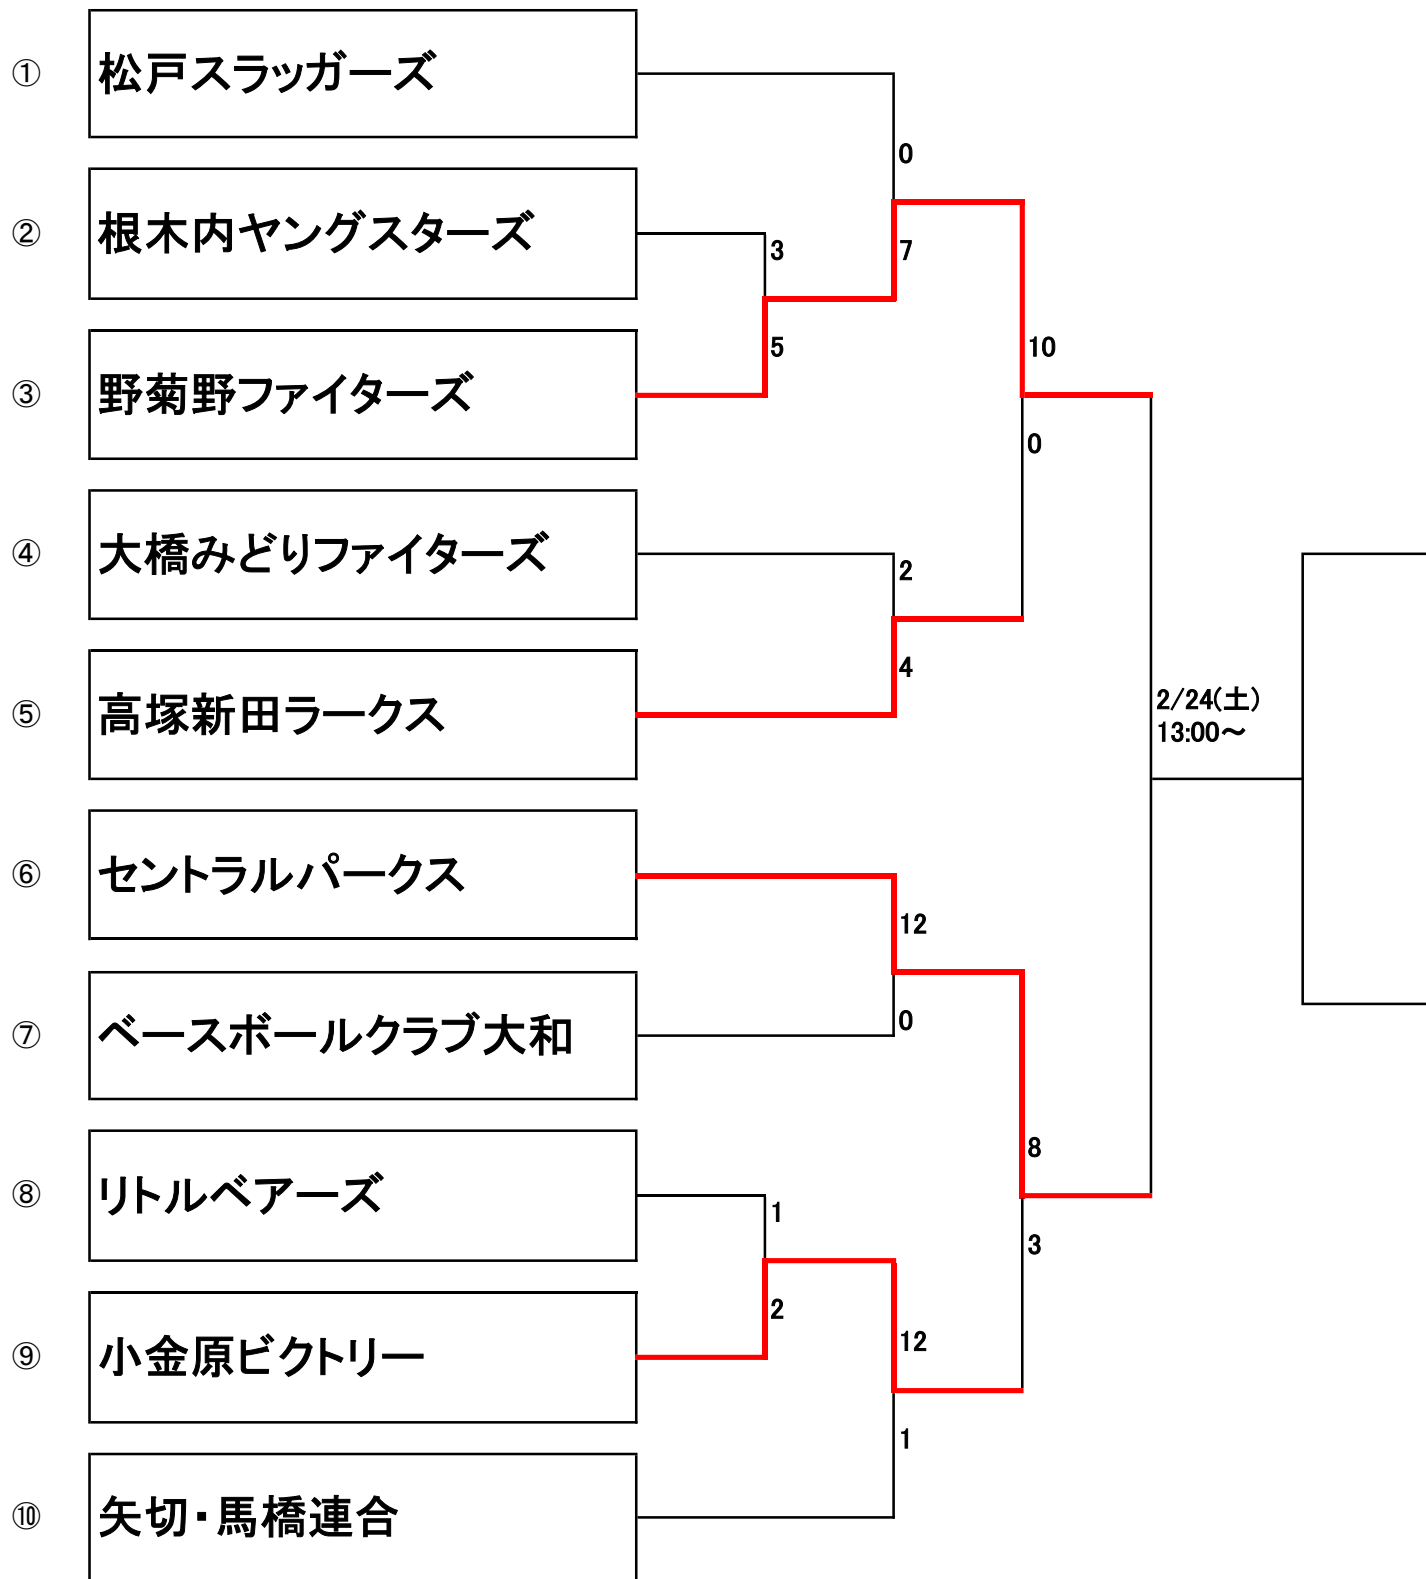 ① 松戸スラッガーズ
0
② 根木内ヤングスターズ
3
7
5
10
③ 野菊野ファイターズ
0
④ 大橋みどりファイターズ
2
4
⑤ 高塚新田ラークス
2/24(土)
13:00～
⑥ セントラルパークス
12
0
⑦ ベースボールクラブ大和
8
⑧ リトルベアーズ
1
3
2
12
⑨ 小金原ビクトリー
1
⑩ 矢切・馬橋連合